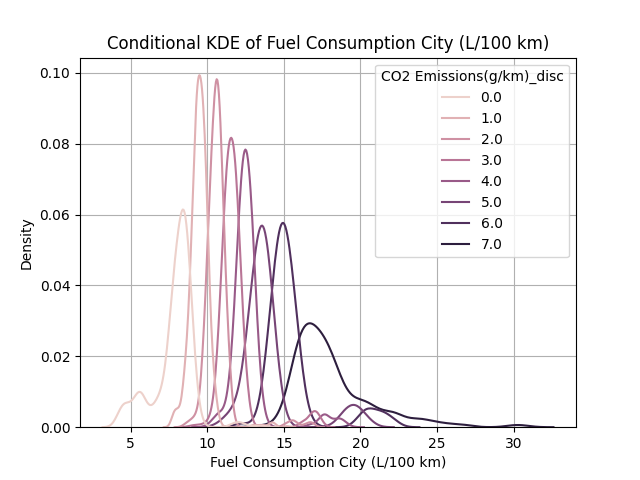 Conditional KDE of Fuel Consumption City (L/100 km)
CO2 Emissions(g/km)_disc
0.0
1.0
2.0
3.0
4.0
5.0
6.0
7.0
0.10
0.08
0.06
0.04
0.02
0.00
Density
5 10 15 20 25 30
Fuel Consumption City (L/100 km)